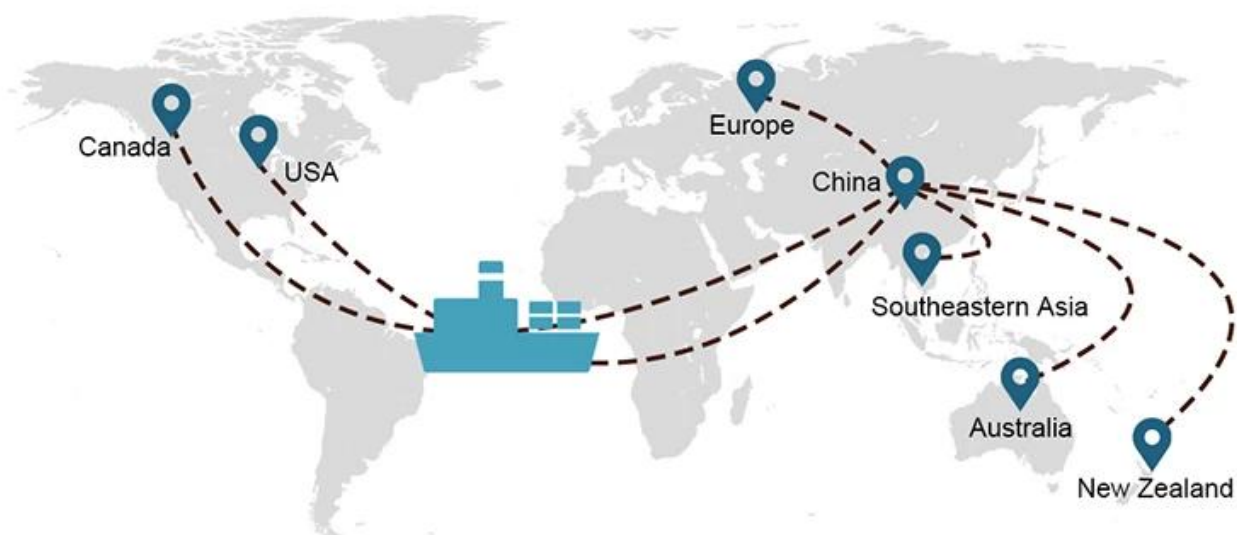 Canada
USA
Europe
China
Southeastern Asia
Australia
New Zealand